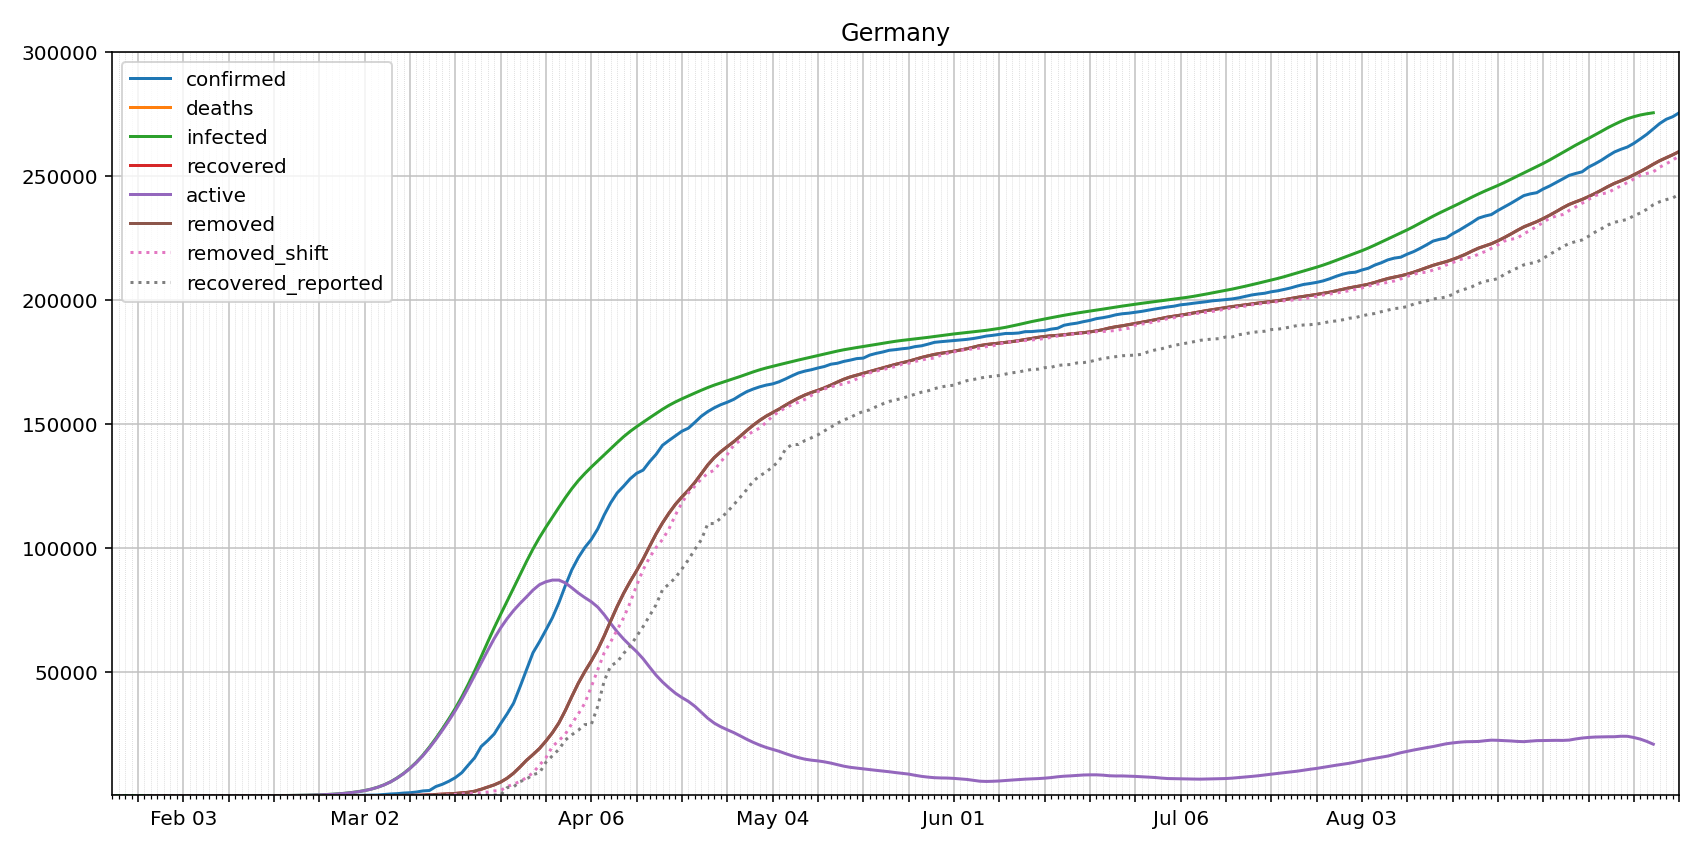 Germany
300000
250000
200000
150000
100000
50000
confirmed
deaths
infected
recovered
active
removed
removed_shift
recovered_reported
Feb 03
Mar 02
Apr 06
May 04
Jun 01
Jul 06
Aug 03